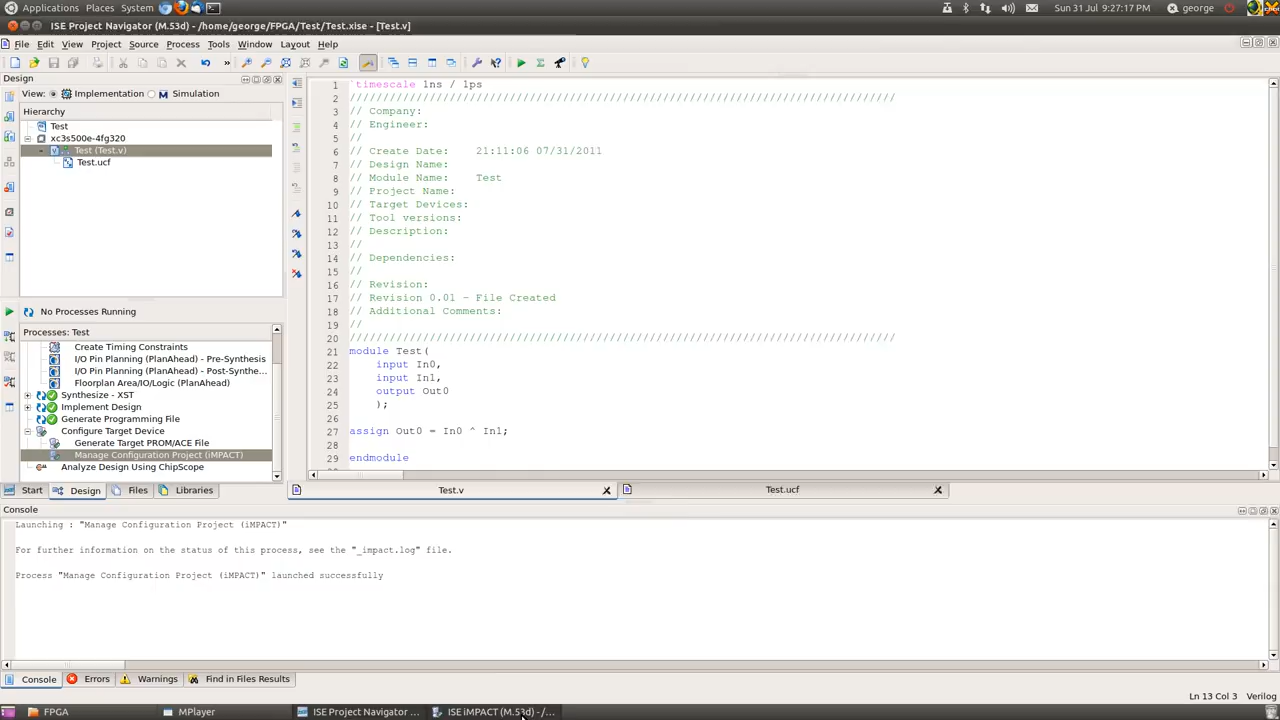 Applications Places System Sun 31 Jul 9:27:17 PM george
ISE Project Navigator (M.53d) - /home/george/FPGA/Test/Test.xise - [Test.v]
File Edit View Project Source Process Tools Window Layout Help
Design
View: Implementation Simulation
Hierarchy
Test
xc3s500e-4fg320
Test (Test.v)
Test.ucf
No Processes Running
Processes: Test
Create Timing Constraints
I/O Pin Planning (PlanAhead) - Pre-Synthesis
I/O Pin Planning (PlanAhead) - Post-Synthe...
Floorplan Area/IO/Logic (PlanAhead)
Synthesize - XST
Implement Design
Generate Programming File
Configure Target Device
Generate Target PROM/ACE File
Manage Configuration Project (iMPACT)
Analyze Design Using ChipScope
Start Design Files Libraries
1 `timescale 1ns / 1ps
2 //////////////////////////////////////////////////////////////////////////////////
3 // Company:
4 // Engineer:
5 //
6 // Create Date: 21:11:06 07/31/2011
7 // Design Name:
8 // Module Name: Test
9 // Project Name:
10 // Target Devices:
11 // Tool versions:
12 // Description:
13 //
14 // Dependencies:
15 //
16 // Revision:
17 // Revision 0.01 - File Created
18 // Additional Comments:
19 //
20 //////////////////////////////////////////////////////////////////////////////////
21 module Test(
22 input In0,
23 input In1,
24 output Out0
25 );
26
27 assign Out0 = In0 ^ In1;
28
29 endmodule
Test.v Test.ucf
Console
Launching : "Manage Configuration Project (iMPACT)"
For further information on the status of this process, see the "_impact.log" file.
Process "Manage Configuration Project (iMPACT)" launched successfully
Console Errors Warnings Find in Files Results
Ln 13 Col 3 Verilog
FPGA MPlayer ISE Project Navigator ... ISE iMPACT (M.53d) -/...